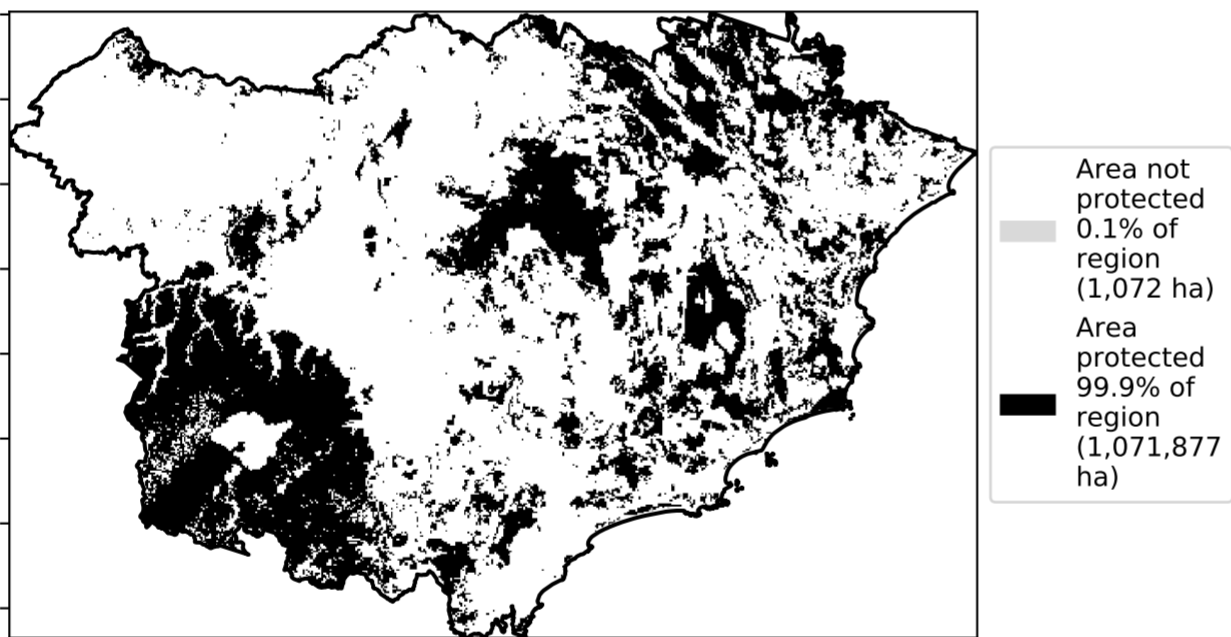 Area not
protected
0.1% of
region
(1,072 ha)
Area
protected
99.9% of
region
(1,071,877
ha)